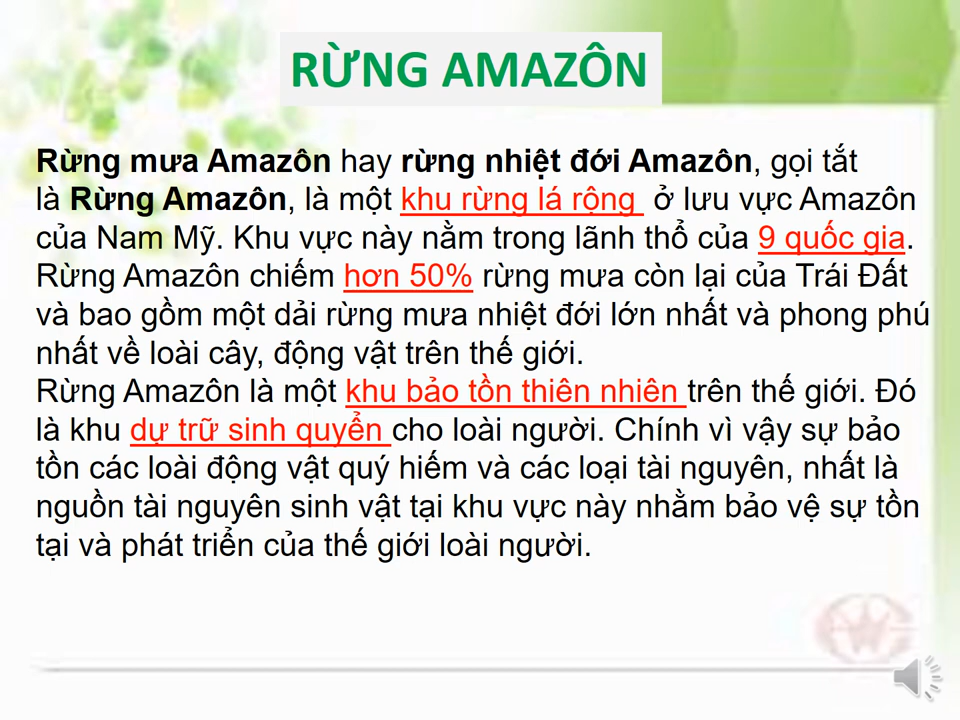 RỪNG AMAZÔN
Rừng mưa Amazôn hay rừng nhiệt đới Amazôn, gọi tắt
là Rừng Amazôn, là một khu rừng lá rộng ở lưu vực Amazôn
của Nam Mỹ. Khu vực này nằm trong lãnh thổ của 9 quốc gia.
Rừng Amazôn chiếm hơn 50% rừng mưa còn lại của Trái Đất
và bao gồm một dải rừng mưa nhiệt đới lớn nhất và phong phú
nhất về loài cây, động vật trên thế giới.
Rừng Amazôn là một khu bảo tồn thiên nhiên trên thế giới. Đó
là khu dự trữ sinh quyển cho loài người. Chính vì vậy sự bảo
tồn các loài động vật quý hiếm và các loại tài nguyên, nhất là
nguồn tài nguyên sinh vật tại khu vực này nhằm bảo vệ sự tồn
tại và phát triển của thế giới loài người.